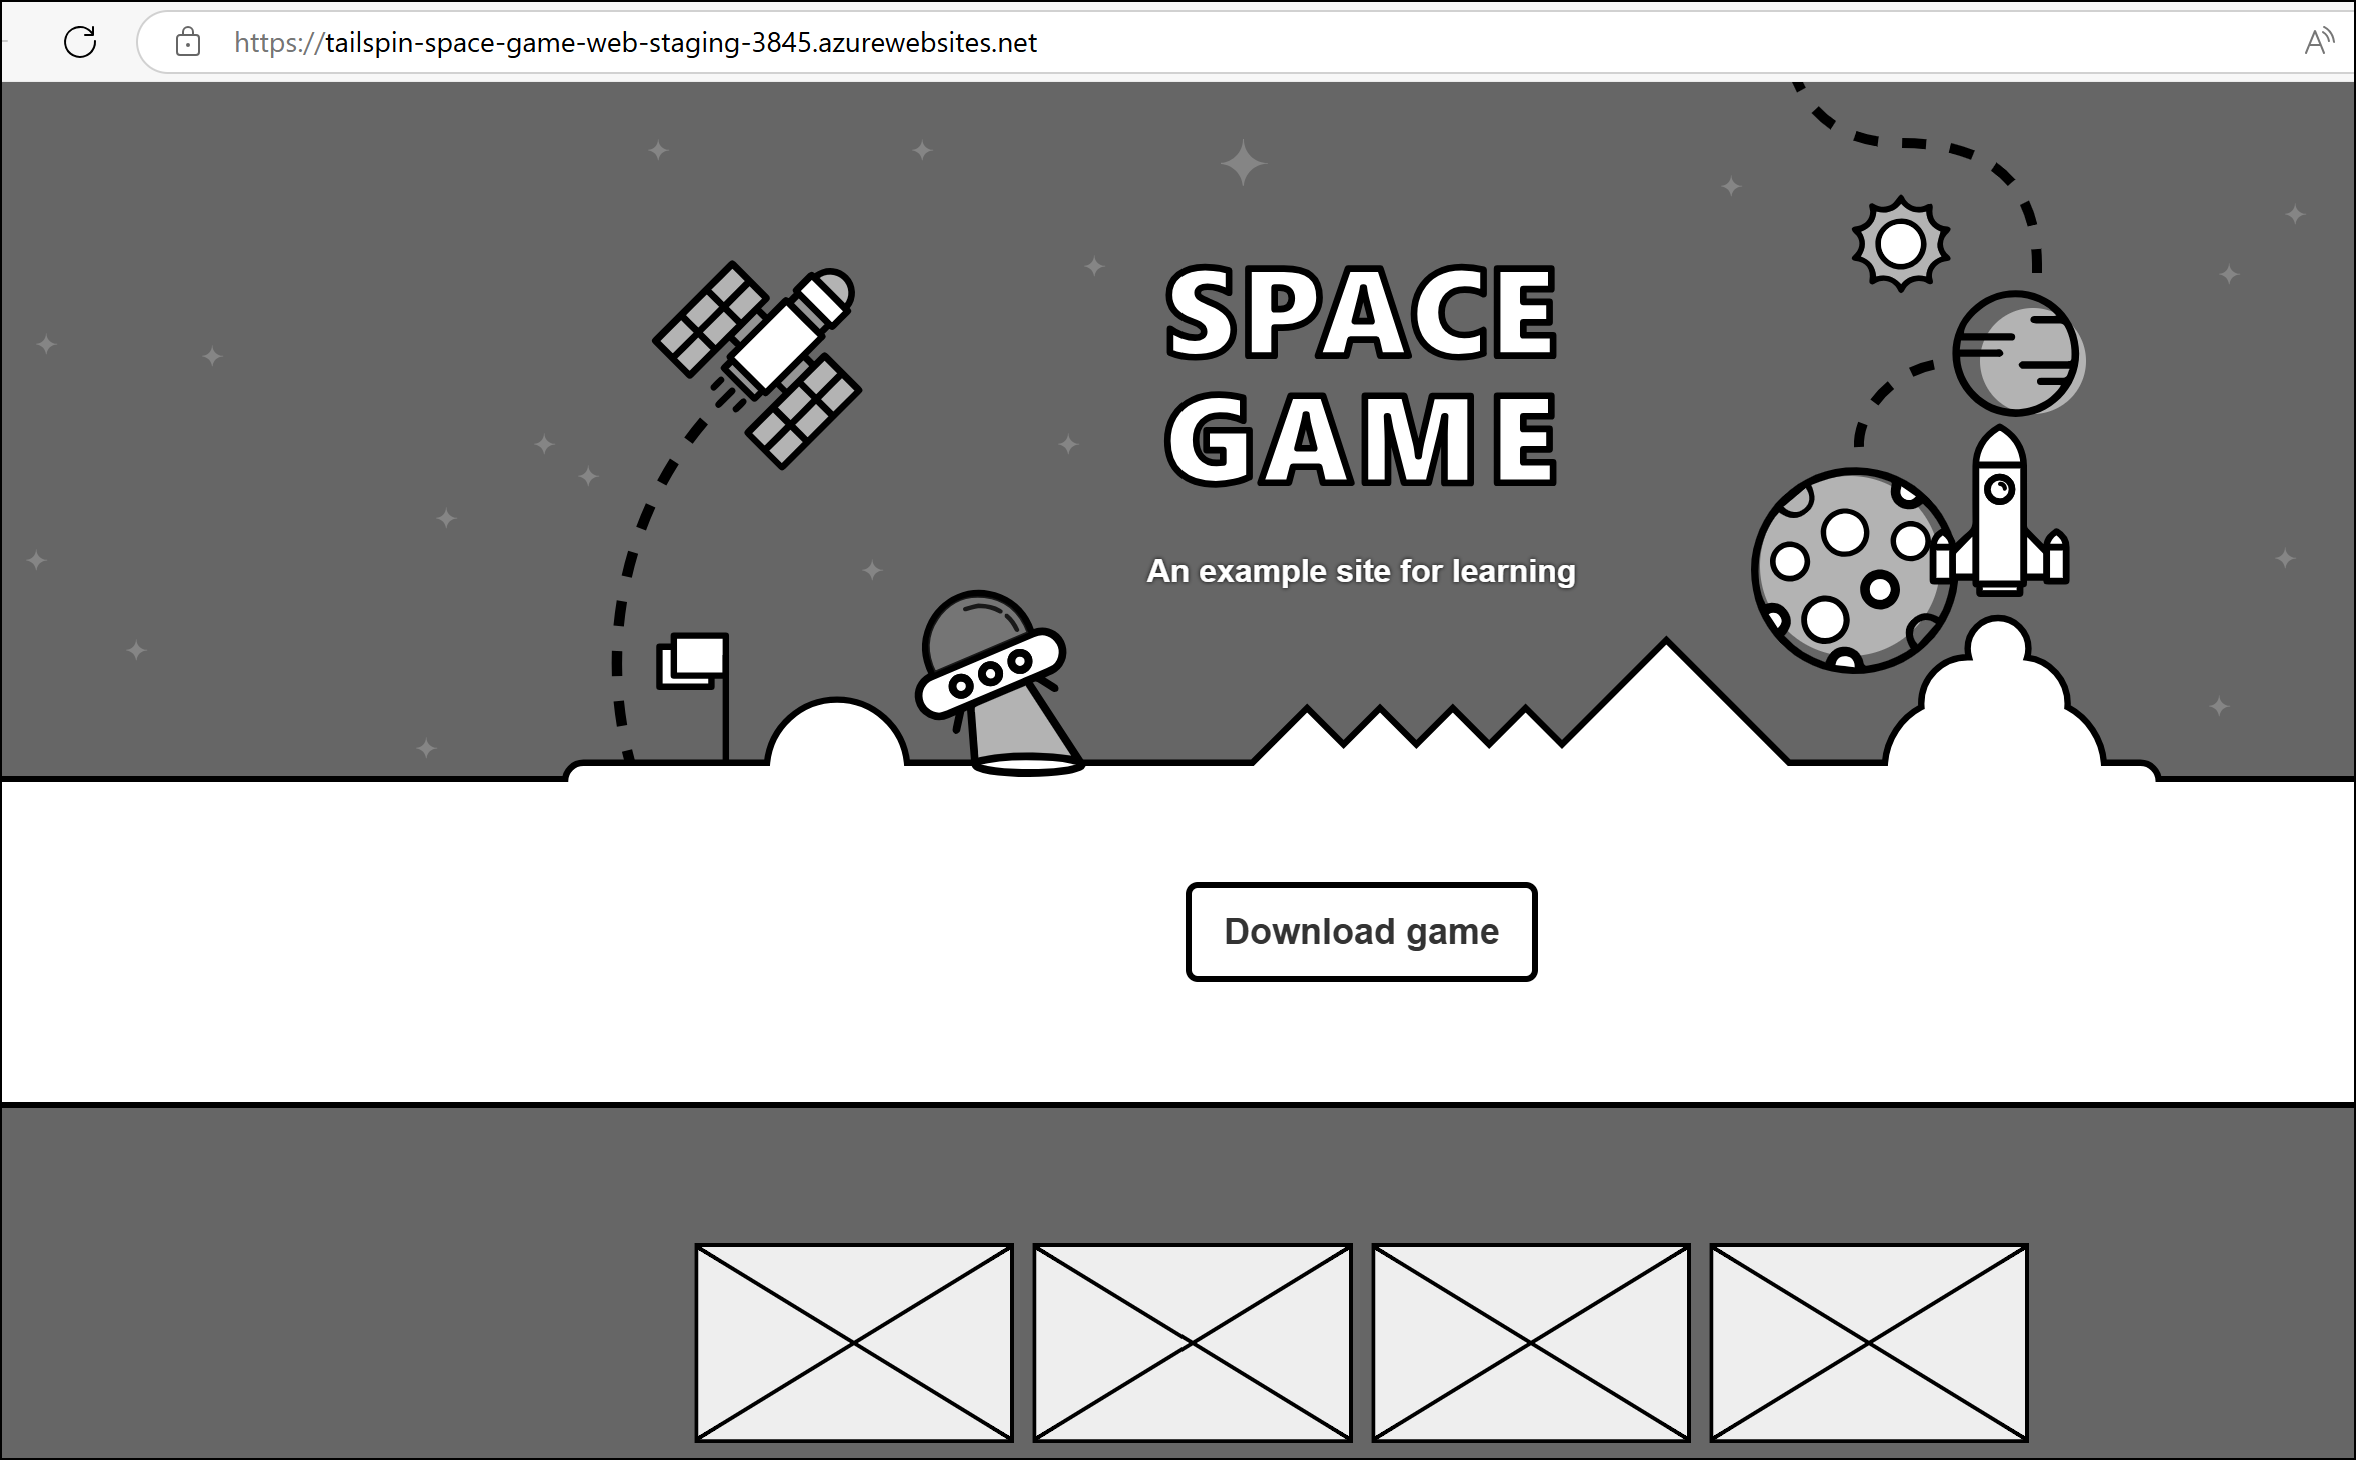 https://tailspin-space-game-web-staging-3845.azurewebsites.net
SPACE
GAME
An example site for learning
Download game